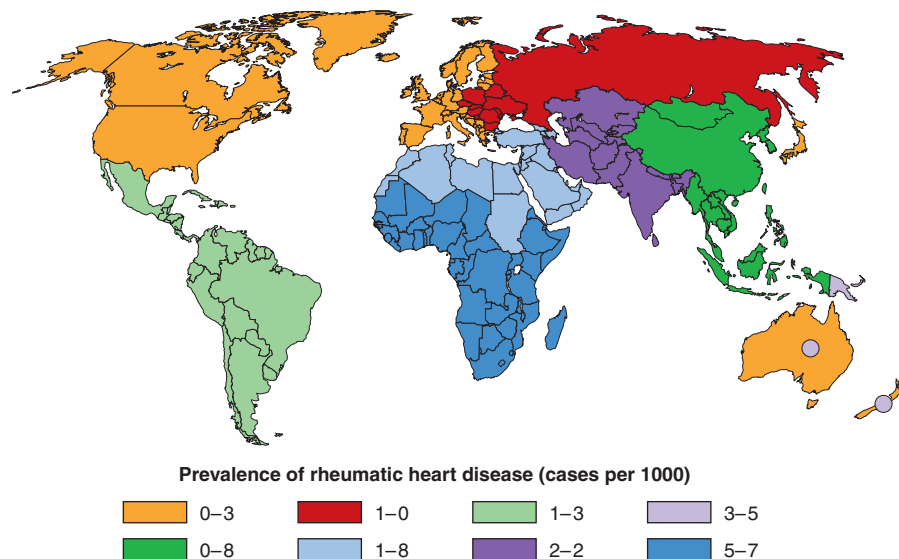 Prevalence of rheumatic heart disease (cases per 1000)
0–3 1–0 1–3 3–5
0–8 1–8 2–2 5–7